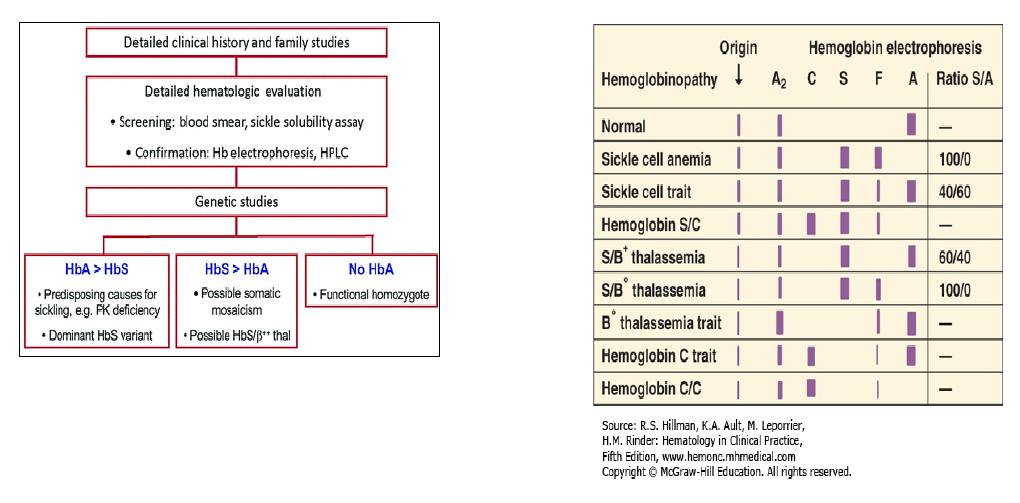 Detailed clinical history and family studies
Detailed hematologic evaluation
• Screening: blood smear, sickle solubility assay
• Confirmation: Hb electrophoresis, HPLC
Genetic studies
HbA > HbS
• Predisposing causes for
sickling, e.g. PK deficiency
• Dominant HbS variant
HbS > HbA
• Possible somatic
mosaicism
• Possible HbS/β⁺⁺ thal
No HbA
• Functional homozygote
Origin Hemoglobin electrophoresis
Hemoglobinopathy ↓ A₂ C S F A Ratio S/A
Normal —
Sickle cell anemia 100/0
Sickle cell trait 40/60
Hemoglobin S/C —
S/B⁺ thalassemia 60/40
S/B° thalassemia 100/0
B° thalassemia trait —
Hemoglobin C trait —
Hemoglobin C/C —
Source: R.S. Hillman, K.A. Ault, M. Leporrier,
H.M. Rinder: Hematology in Clinical Practice,
Fifth Edition, www.hemonc.mhmedical.com
Copyright © McGraw-Hill Education. All rights reserved.